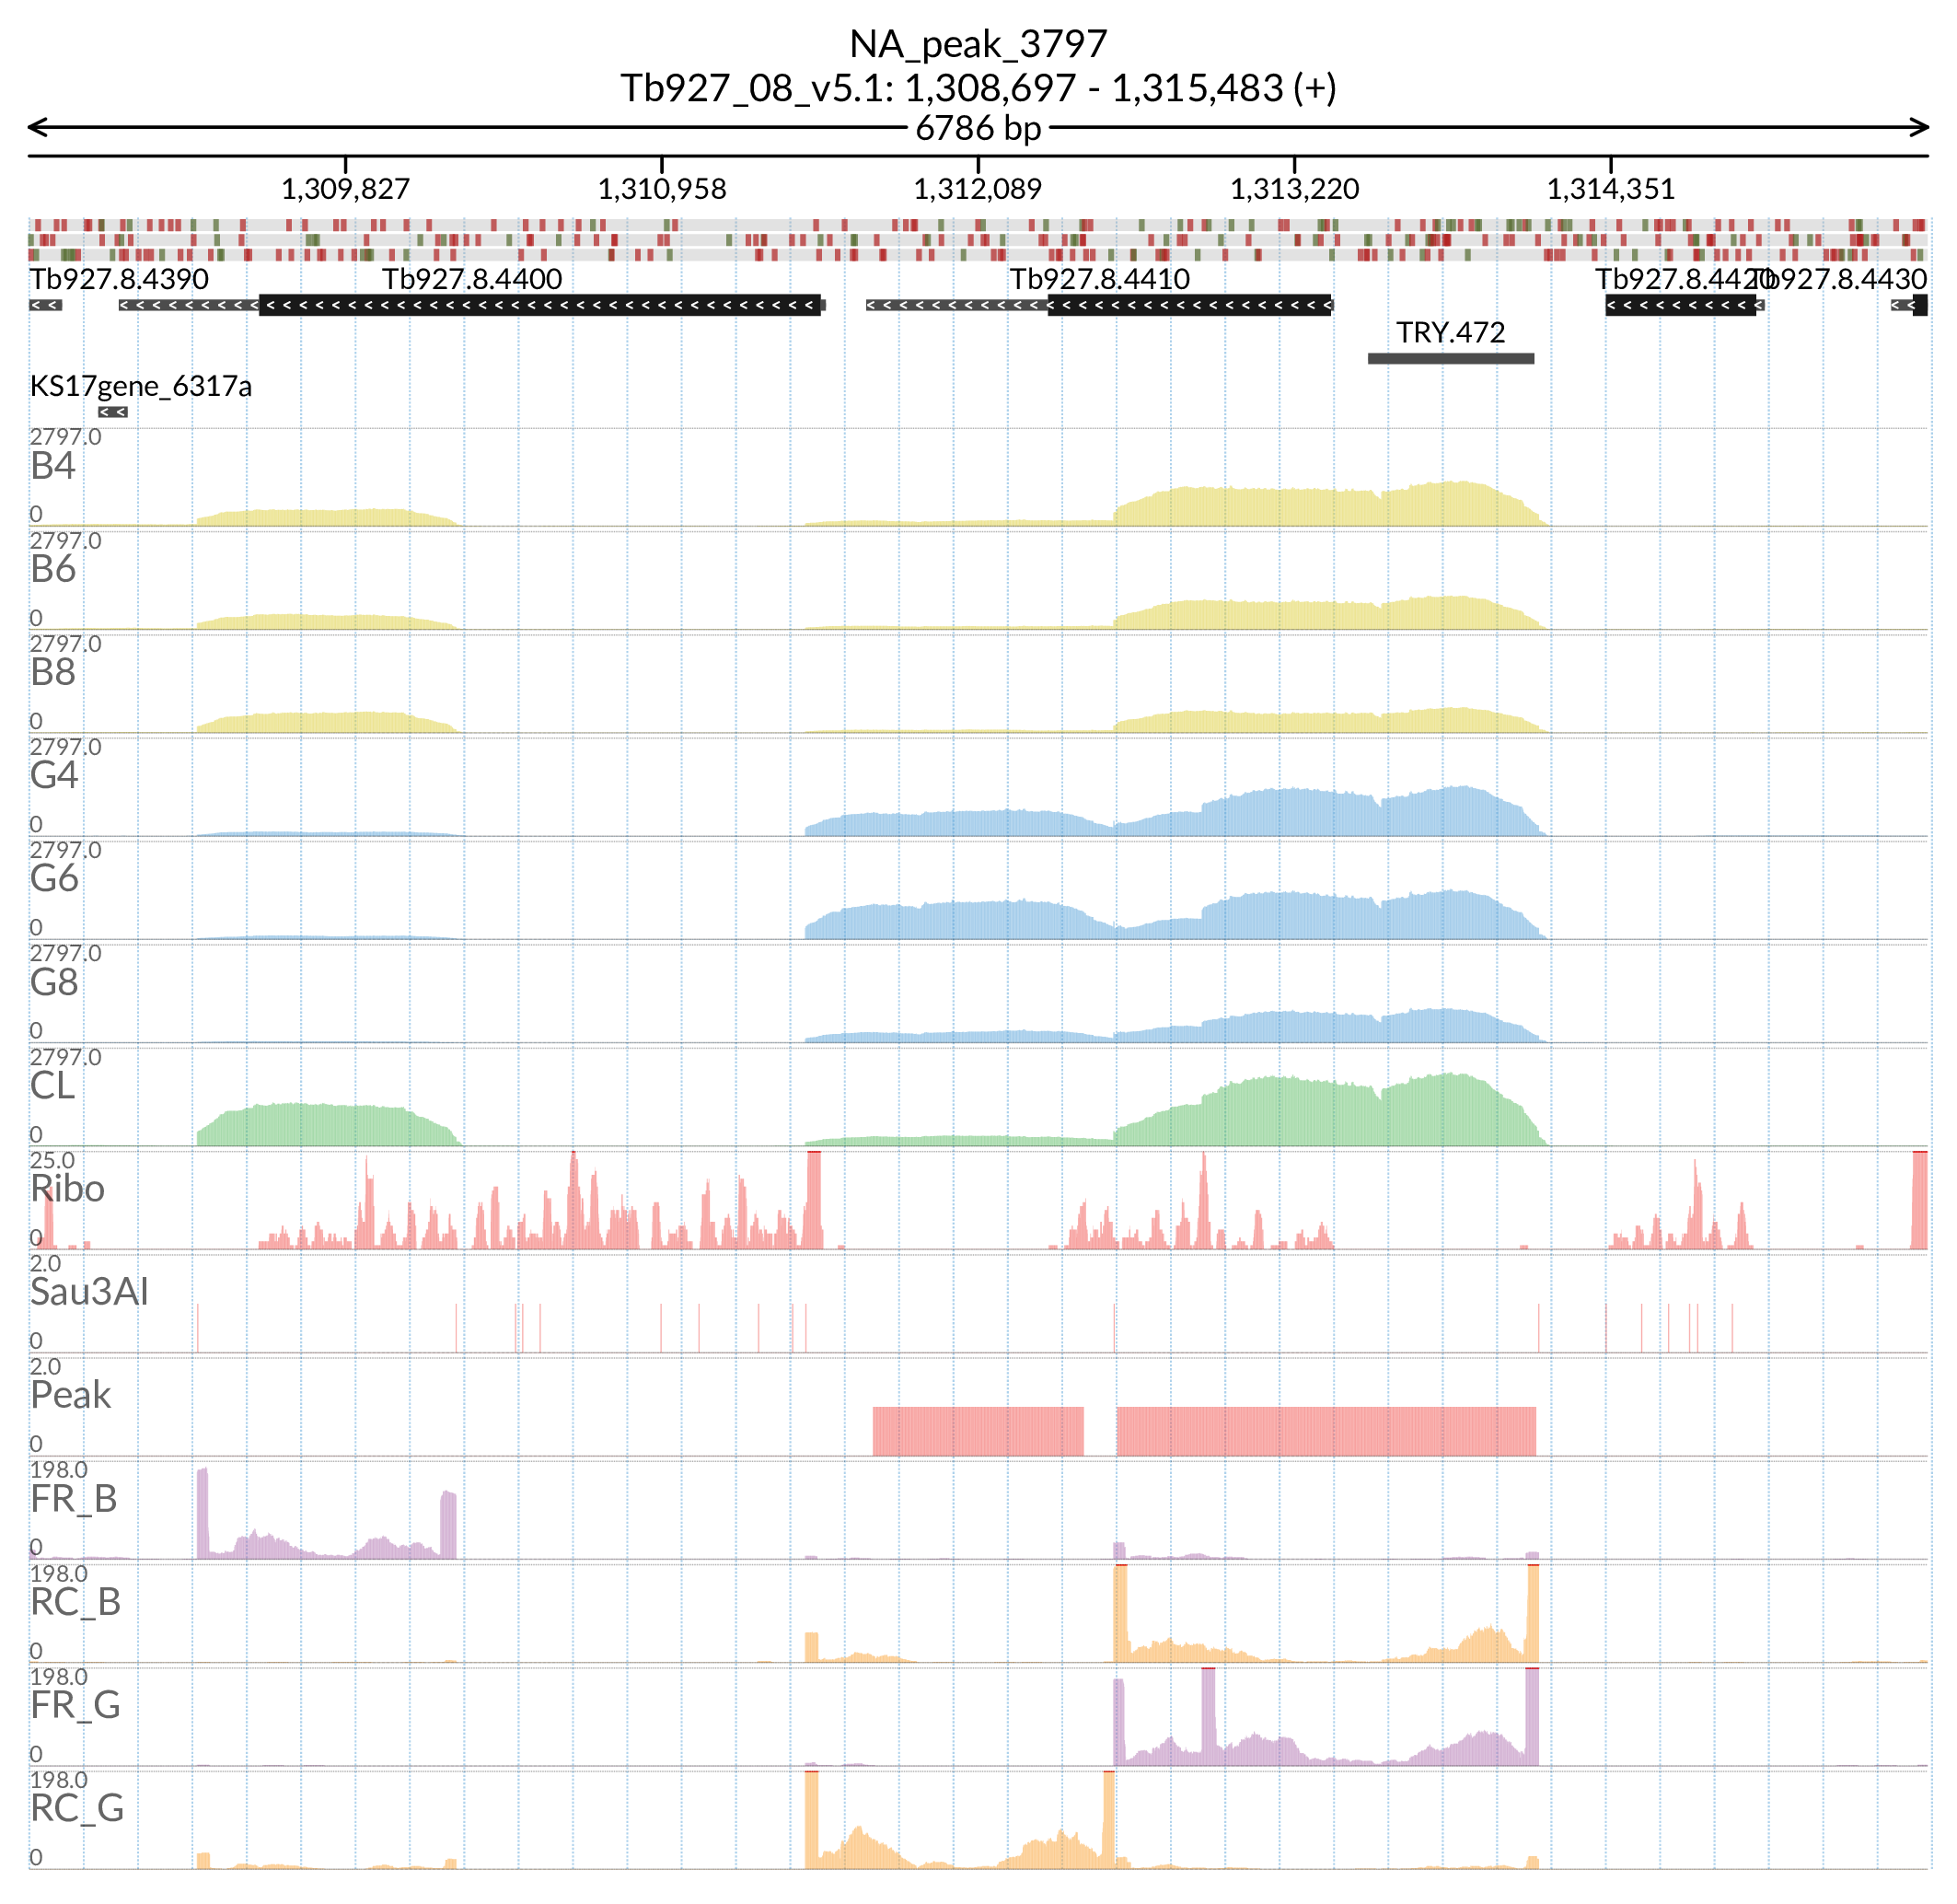 NA_peak_3797
Tb927_08_v5.1: 1,308,697 - 1,315,483 (+)
6786 bp
1,309,827 1,310,958 1,312,089 1,313,220 1,314,351
Tb927.8.4390 Tb927.8.4400 Tb927.8.4410 Tb927.8.4420 Tb927.8.4430
TRY.472
KS17gene_6317a
2797.0
B4
0
2797.0
B6
0
2797.0
B8
0
2797.0
G4
0
2797.0
G6
0
2797.0
G8
0
2797.0
CL
0
25.0
Ribo
0
2.0
Sau3AI
0
2.0
Peak
0
198.0
FR_B
0
198.0
RC_B
0
198.0
FR_G
0
198.0
RC_G
0